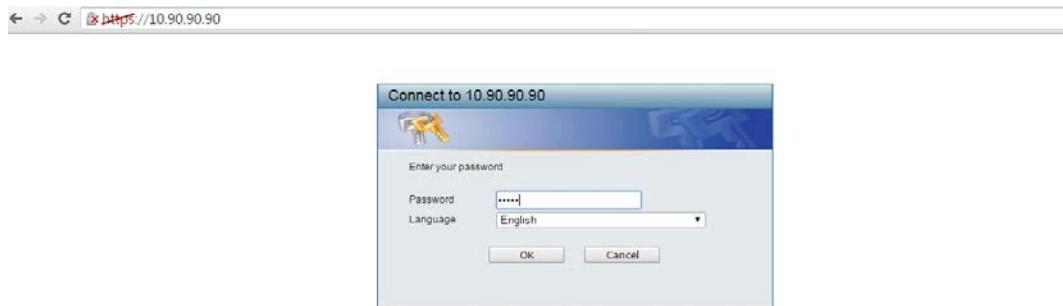 https://10.90.90.90
Connect to 10.90.90.90
Enter your password
Password •••••
Language English
OK Cancel